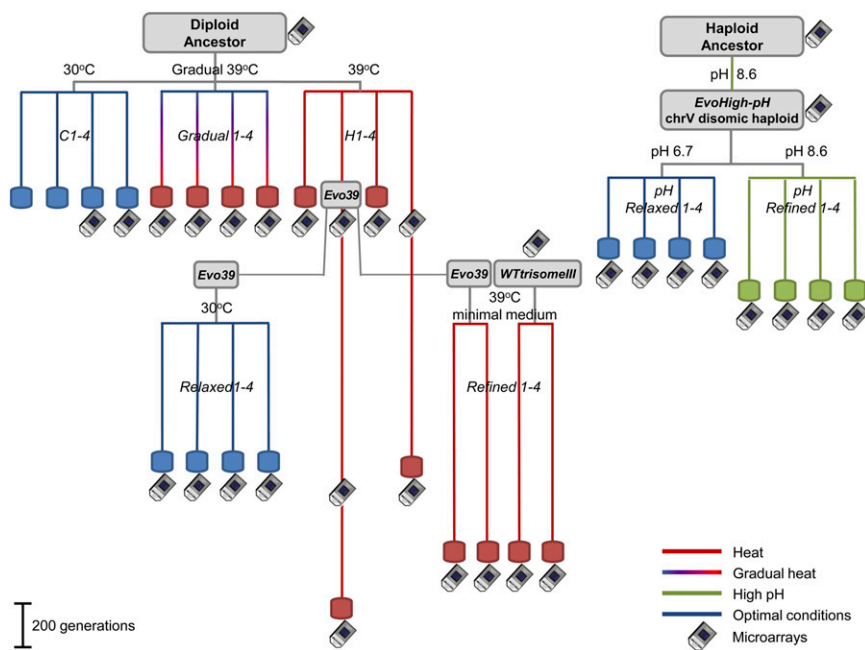 Diploid
Ancestor
30°C
Gradual 39°C
39°C
C1-4
Gradual 1-4
H1-4
Evo39
Evo39
30°C
Relaxed1-4
Evo39
WTtrisomeIII
39°C
minimal medium
Refined 1-4
Haploid
Ancestor
pH 8.6
EvoHigh-pH
chrV disomic haploid
pH 6.7
pH 8.6
pH
Relaxed 1-4
pH
Refined 1-4
200 generations
Heat
Gradual heat
High pH
Optimal conditions
Microarrays